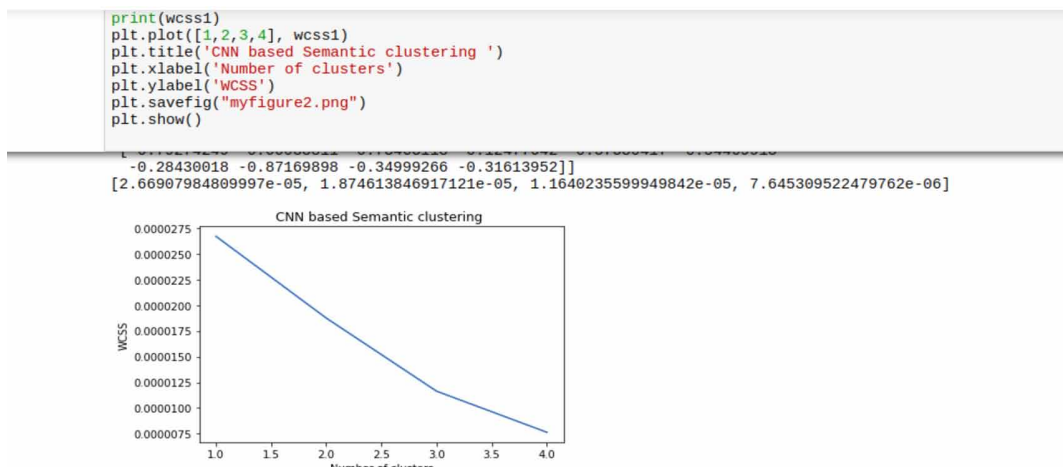 print(wcss1)
plt.plot([1,2,3,4], wcss1)
plt.title('CNN based Semantic clustering ')
plt.xlabel('Number of clusters')
plt.ylabel('WCSS')
plt.savefig("myfigure2.png")
plt.show()
-0.28430018 -0.87169898 -0.34999266 -0.31613952]]
[2.66907984809997e-05, 1.874613846917121e-05, 1.1640235599949842e-05, 7.645309522479762e-06]
CNN based Semantic clustering
0.0000275
0.0000250
0.0000225
0.0000200
0.0000175
0.0000150
0.0000125
0.0000100
0.0000075
WCSS
1.0 1.5 2.0 2.5 3.0 3.5 4.0
Number of clusters